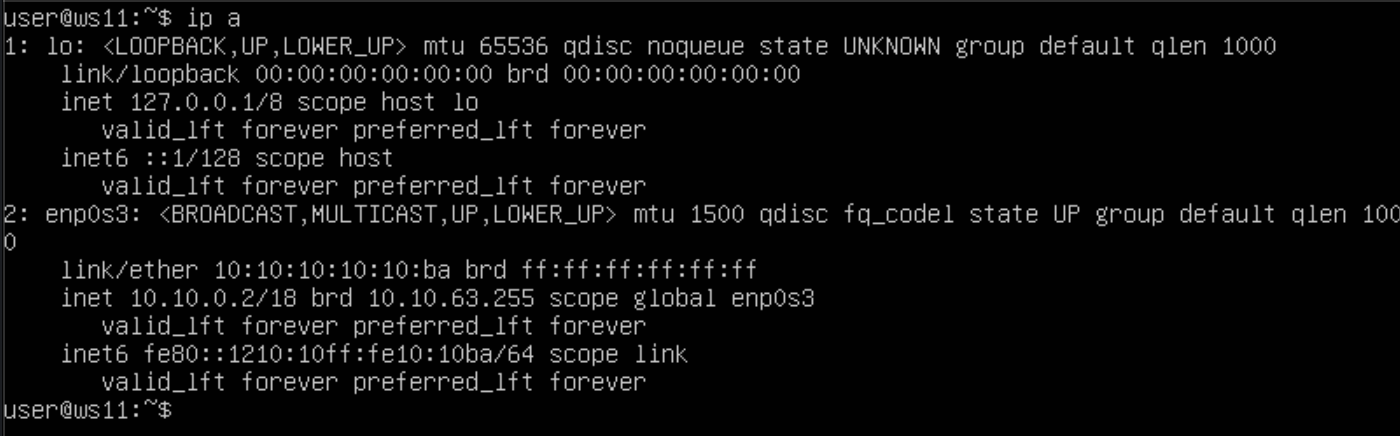 user@ws11:~$ ip a
1: lo: <LOOPBACK,UP,LOWER_UP> mtu 65536 qdisc noqueue state UNKNOWN group default qlen 1000
    link/loopback 00:00:00:00:00:00 brd 00:00:00:00:00:00
    inet 127.0.0.1/8 scope host lo
       valid_lft forever preferred_lft forever
    inet6 ::1/128 scope host
       valid_lft forever preferred_lft forever
2: enp0s3: <BROADCAST,MULTICAST,UP,LOWER_UP> mtu 1500 qdisc fq_codel state UP group default qlen 100
0
    link/ether 10:10:10:10:10:ba brd ff:ff:ff:ff:ff:ff
    inet 10.10.0.2/18 brd 10.10.63.255 scope global enp0s3
       valid_lft forever preferred_lft forever
    inet6 fe80::1210:10ff:fe10:10ba/64 scope link
       valid_lft forever preferred_lft forever
user@ws11:~$